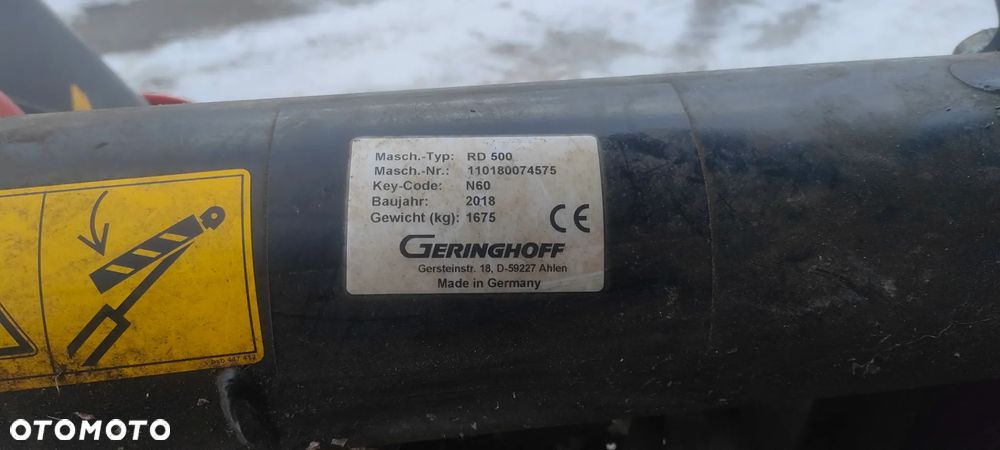 Masch.-Typ: RD 500
Masch.-Nr.: 110180074575
Key-Code: N60
Baujahr: 2018
Gewicht (kg): 1675
CE
GERINGHOFF
Gersteinstr. 18, D-59227 Ahlen
Made in Germany
OTOMOTO